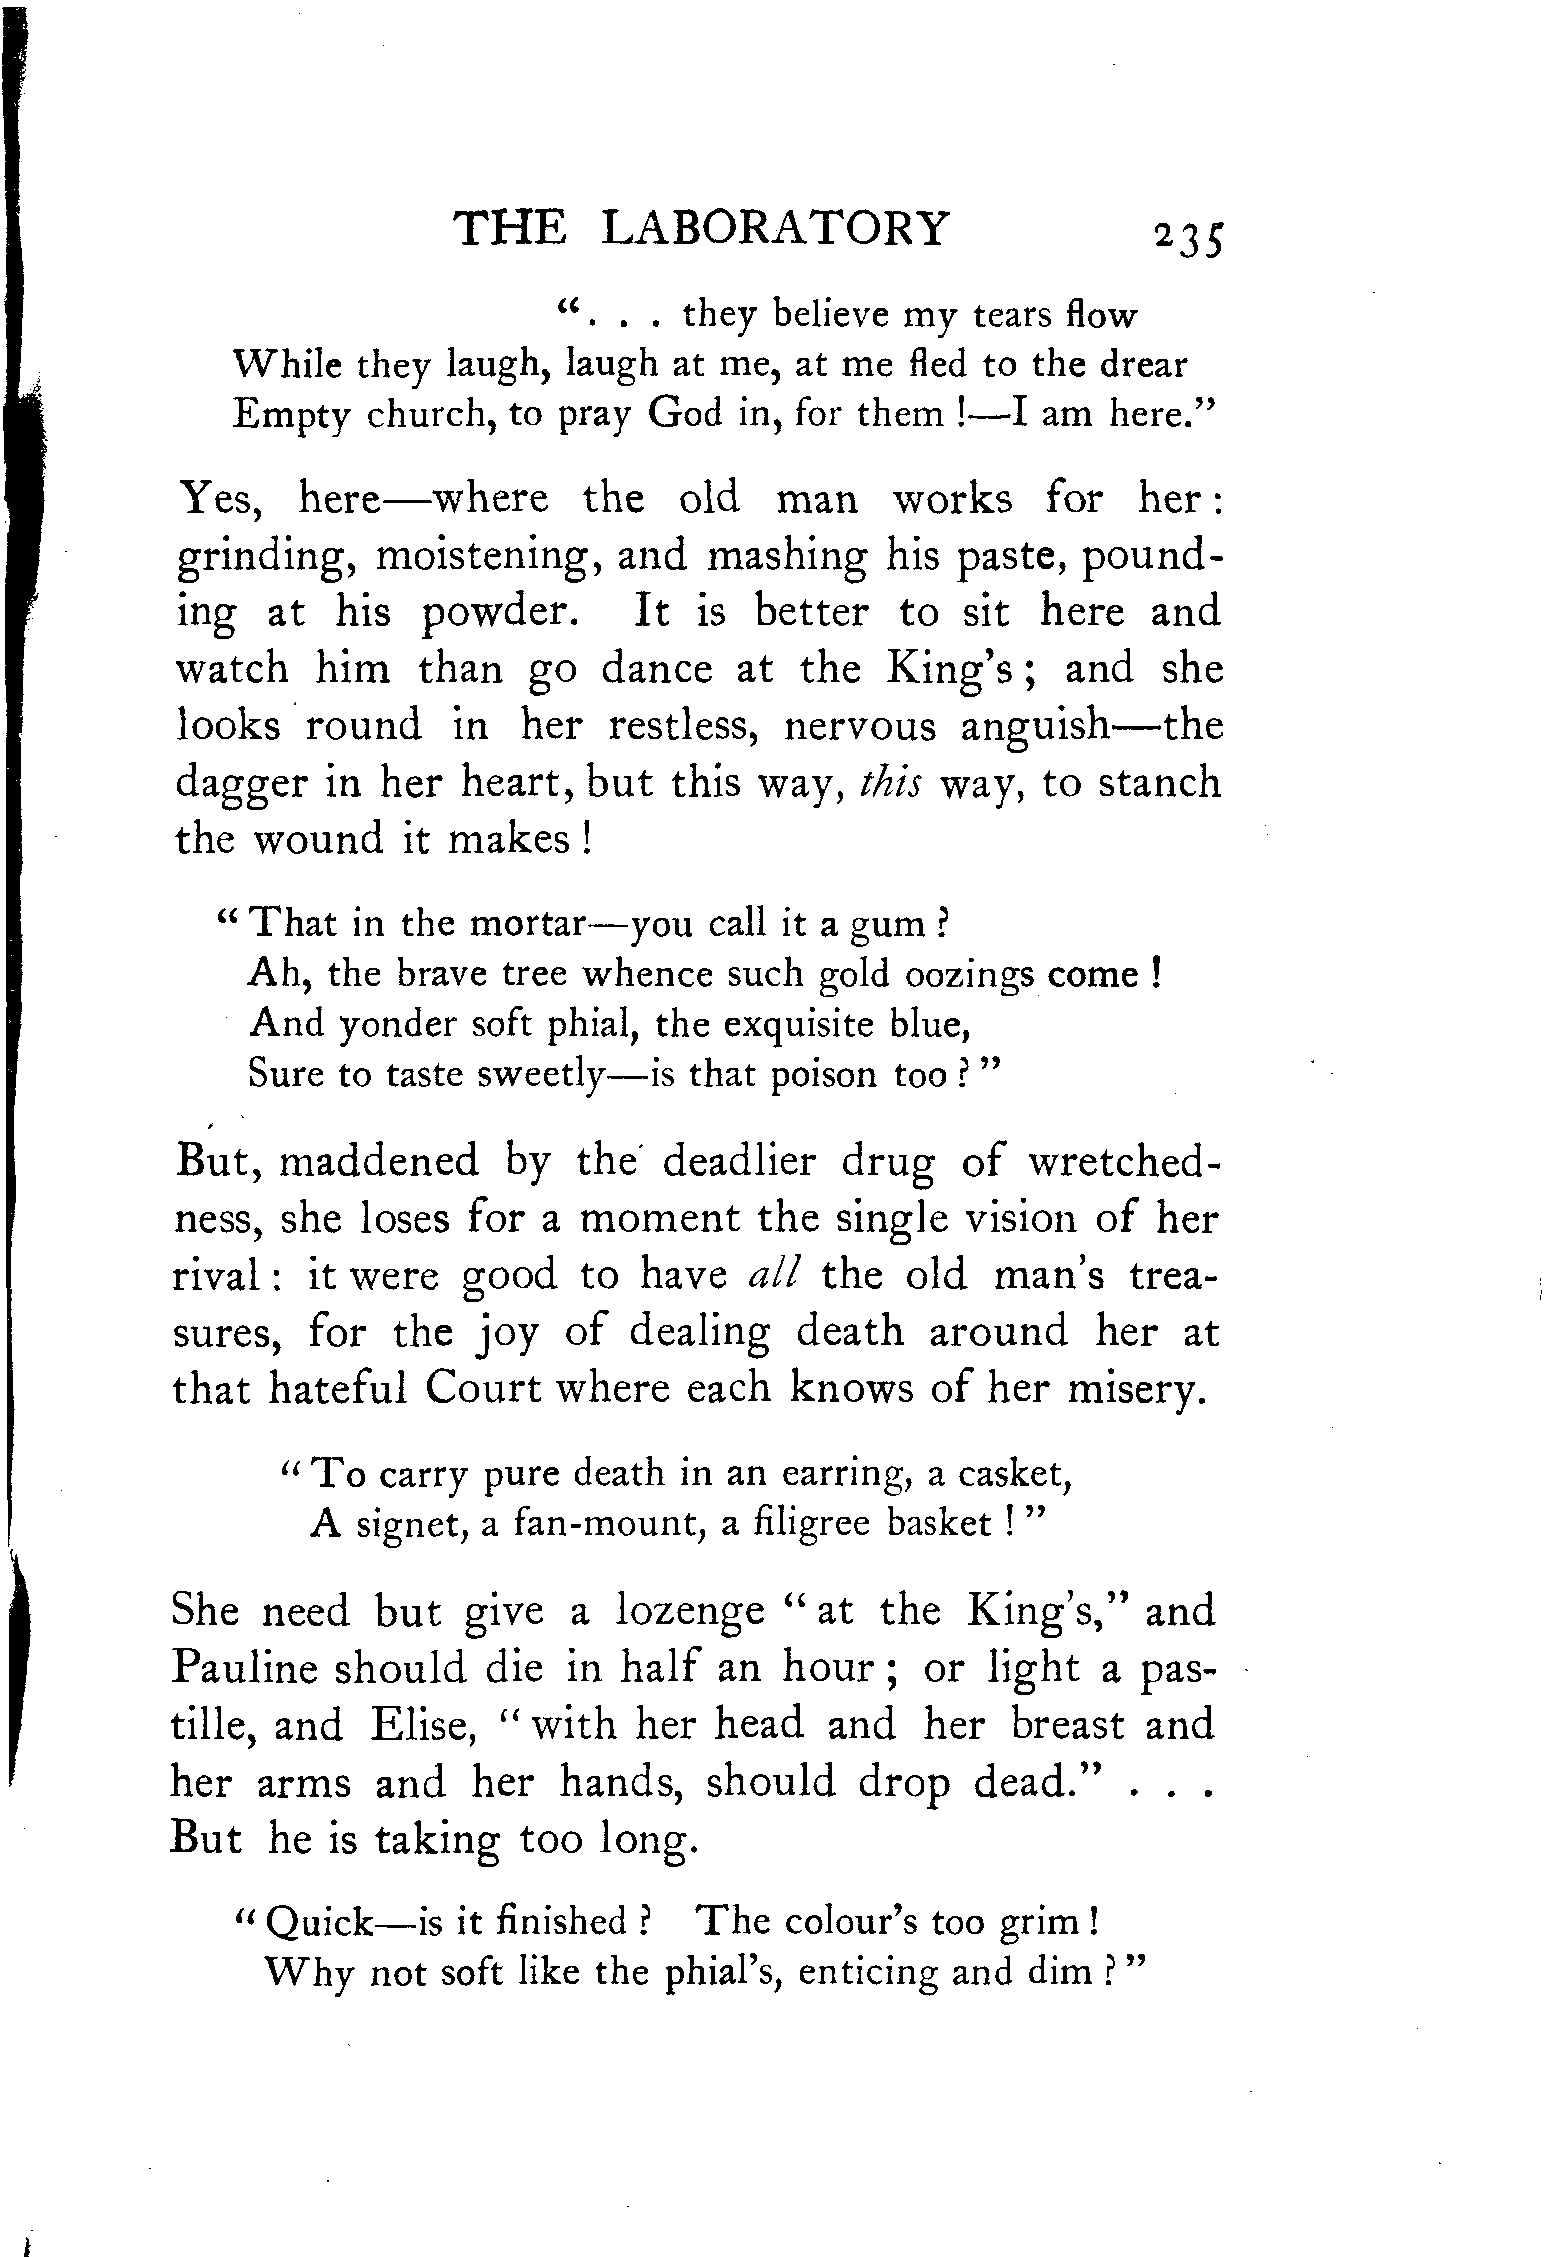 THE LABORATORY 235
“. . . they believe my tears flow
While they laugh, laugh at me, at me fled to the drear
Empty church, to pray God in, for them !—I am here.”
Yes, here—where the old man works for her :
grinding, moistening, and mashing his paste, pound-
ing at his powder. It is better to sit here and
watch him than go dance at the King’s ; and she
looks round in her restless, nervous anguish—the
dagger in her heart, but this way, this way, to stanch
the wound it makes !
“ That in the mortar—you call it a gum ?
Ah, the brave tree whence such gold oozings come !
And yonder soft phial, the exquisite blue,
Sure to taste sweetly—is that poison too ? ”
But, maddened by the deadlier drug of wretched-
ness, she loses for a moment the single vision of her
rival : it were good to have all the old man’s trea-
sures, for the joy of dealing death around her at
that hateful Court where each knows of her misery.
“ To carry pure death in an earring, a casket,
A signet, a fan-mount, a filigree basket ! ”
She need but give a lozenge “ at the King’s,” and
Pauline should die in half an hour ; or light a pas-
tille, and Elise, “ with her head and her breast and
her arms and her hands, should drop dead.” . . .
But he is taking too long.
“ Quick—is it finished ? The colour’s too grim !
Why not soft like the phial’s, enticing and dim ? ”